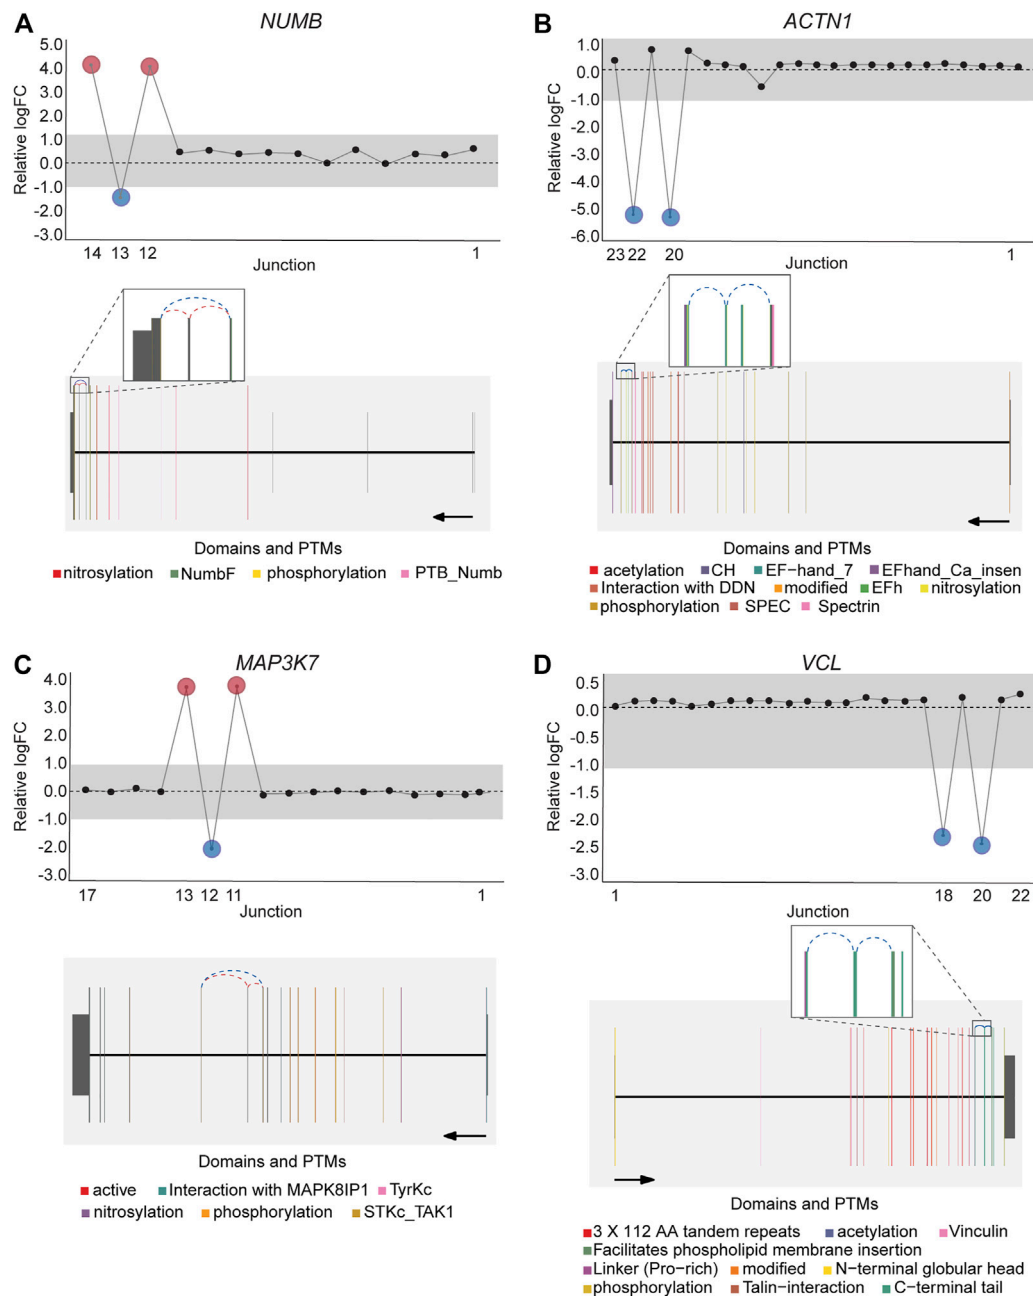 A
NUMB
5.0
4.0
3.0
2.0
1.0
0.0
-1.0
-2.0
-3.0
Relative logFC
14 13 12 1
Junction
Domains and PTMs
nitrosylation NumbF phosphorylation PTB_Numb
B
ACTN1
1.0
0.0
-1.0
-2.0
-3.0
-4.0
-5.0
-6.0
Relative logFC
23 22 20 1
Junction
Domains and PTMs
acetylation CH EF-hand_7 EFhand_Ca_insen
Interaction with DDN modified EFh nitrosylation
phosphorylation SPEC Spectrin
C
MAP3K7
4.0
3.0
2.0
1.0
0.0
-1.0
-2.0
-3.0
Relative logFC
17 13 12 11 1
Junction
Domains and PTMs
active Interaction with MAPK8IP1 TyrKc
nitrosylation phosphorylation STKc_TAK1
D
VCL
0.5
0.0
-0.5
-1.0
-1.5
-2.0
-2.5
-3.0
Relative logFC
1 18 20 22
Junction
Domains and PTMs
3 X 112 AA tandem repeats acetylation Vinculin
Facilitates phospholipid membrane insertion
Linker (Pro-rich) modified N-terminal globular head
phosphorylation Talin-interaction C-terminal tail